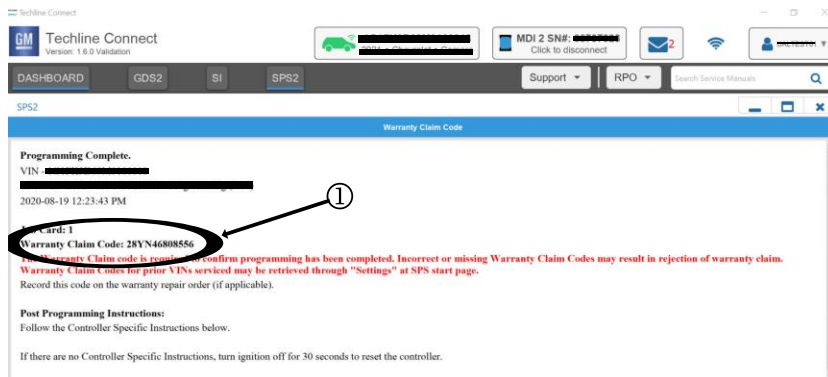 Techline Connect
GM
Techline Connect
Version: 1.6.0 Validation
MDI 2 SN#:
Click to disconnect
2
DASHBOARD GDS2 SI SPS2 Support RPO Search Service Manuals
SPS2
Warranty Claim Code
Programming Complete.
VIN -
2020-08-19 12:23:43 PM
①
Card: 1
Warranty Claim Code: 28YN46808556
The Warranty Claim code is required to confirm programming has been completed. Incorrect or missing Warranty Claim Codes may result in rejection of warranty claim.
Warranty Claim Codes for prior VINs serviced may be retrieved through "Settings" at SPS start page.
Record this code on the warranty repair order (if applicable).
Post Programming Instructions:
Follow the Controller Specific Instructions below.
If there are no Controller Specific Instructions, turn ignition off for 30 seconds to reset the controller.